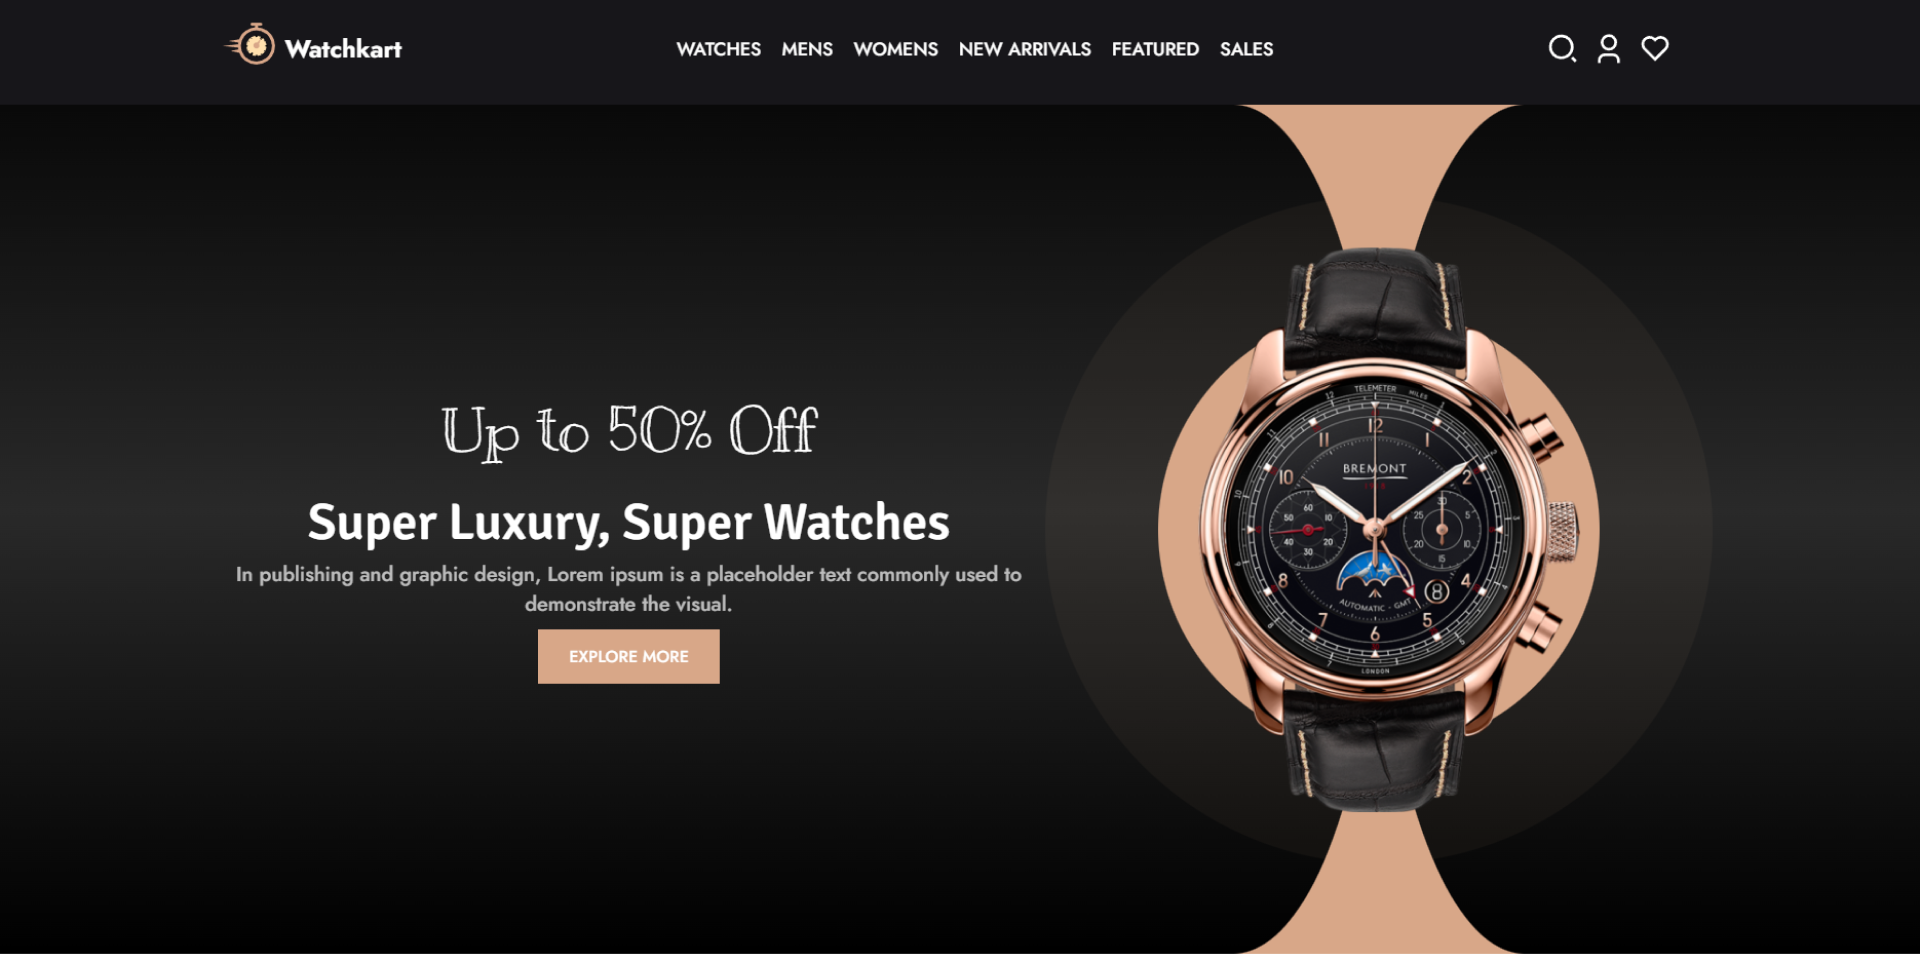 Watchkart
WATCHES MENS WOMENS NEW ARRIVALS FEATURED SALES
Up to 50% Off
Super Luxury, Super Watches
In publishing and graphic design, Lorem ipsum is a placeholder text commonly used to
demonstrate the visual.
EXPLORE MORE
TELEMETER MILES
12
11 12 1
10 2
BREMONT
60
50 10
40 20
30
30
25 5
20 10
15
8 4
8
AUTOMATIC - GMT
7 5
6
LONDON